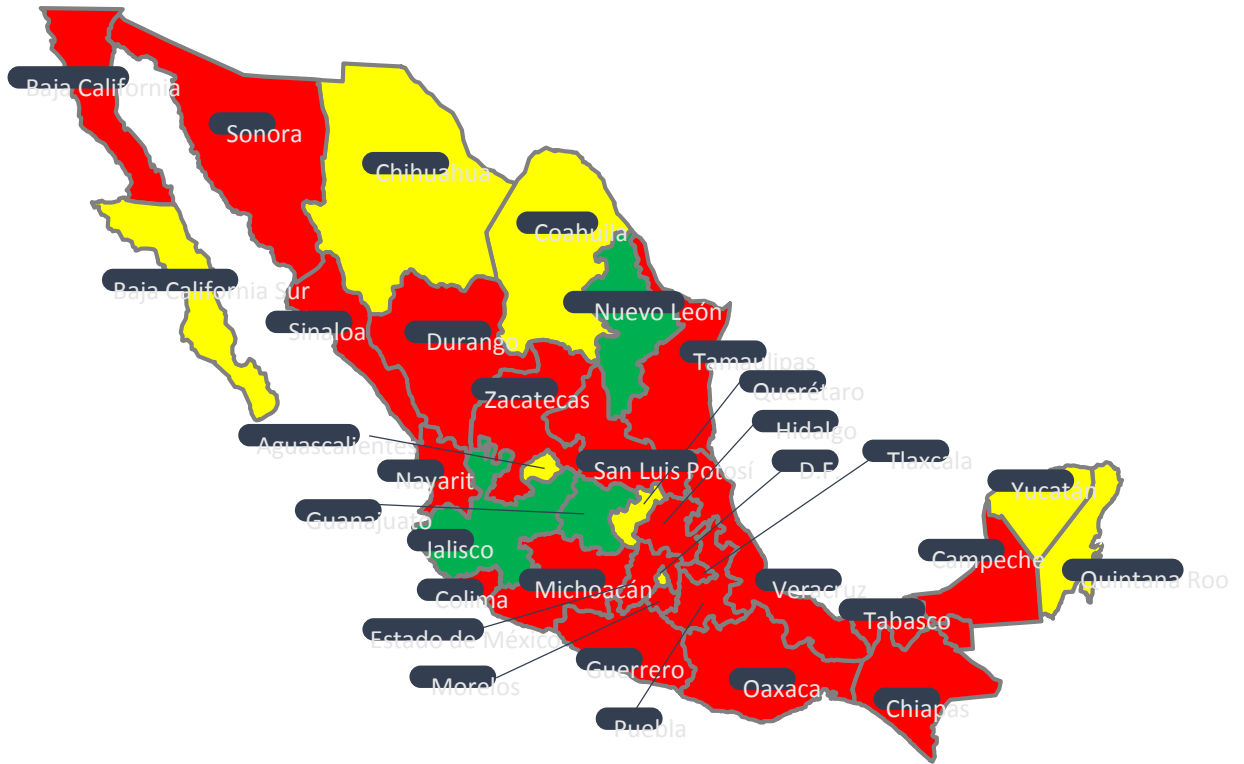 Baja California
Sonora
Chihuahua
Coahuila
Baja California Sur
Nuevo León
Sinaloa
Durango
Tamaulipas
Querétaro
Zacatecas
Hidalgo
Aguascalientes
Tlaxcala
Nayarit
San Luis Potosí
D.F.
Yucatán
Guanajuato
Jalisco
Campeche
Quintana Roo
Colima
Michoacán
Veracruz
Tabasco
Estado de México
Guerrero
Morelos
Oaxaca
Chiapas
Puebla